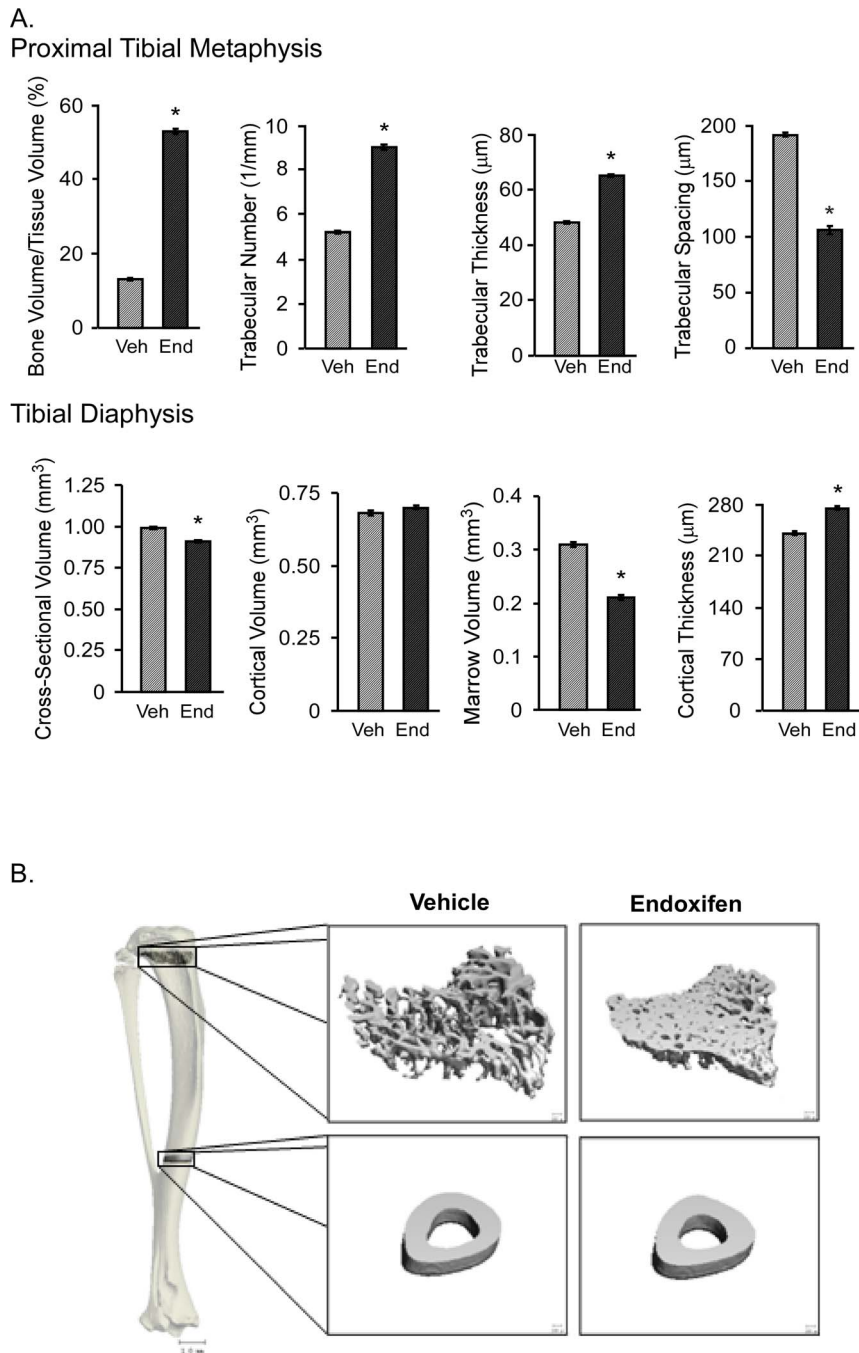 A.
Proximal Tibial Metaphysis
Bone Volume/Tissue Volume (%)
60
40
20
0
*
Veh End
Trabecular Number (1/mm)
10
8
6
4
2
0
*
Veh End
Trabecular Thickness (μm)
80
60
40
20
0
*
Veh End
Trabecular Spacing (μm)
200
150
100
50
0
*
Veh End
Tibial Diaphysis
Cross-Sectional Volume (mm³)
1.25
1.00
0.75
0.50
0.25
0
*
Veh End
Cortical Volume (mm³)
0.75
0.50
0.25
0
Veh End
Marrow Volume (mm³)
0.4
0.3
0.2
0.1
0
*
Veh End
Cortical Thickness (μm)
280
210
140
70
0
*
Veh End
B.
Vehicle
Endoxifen